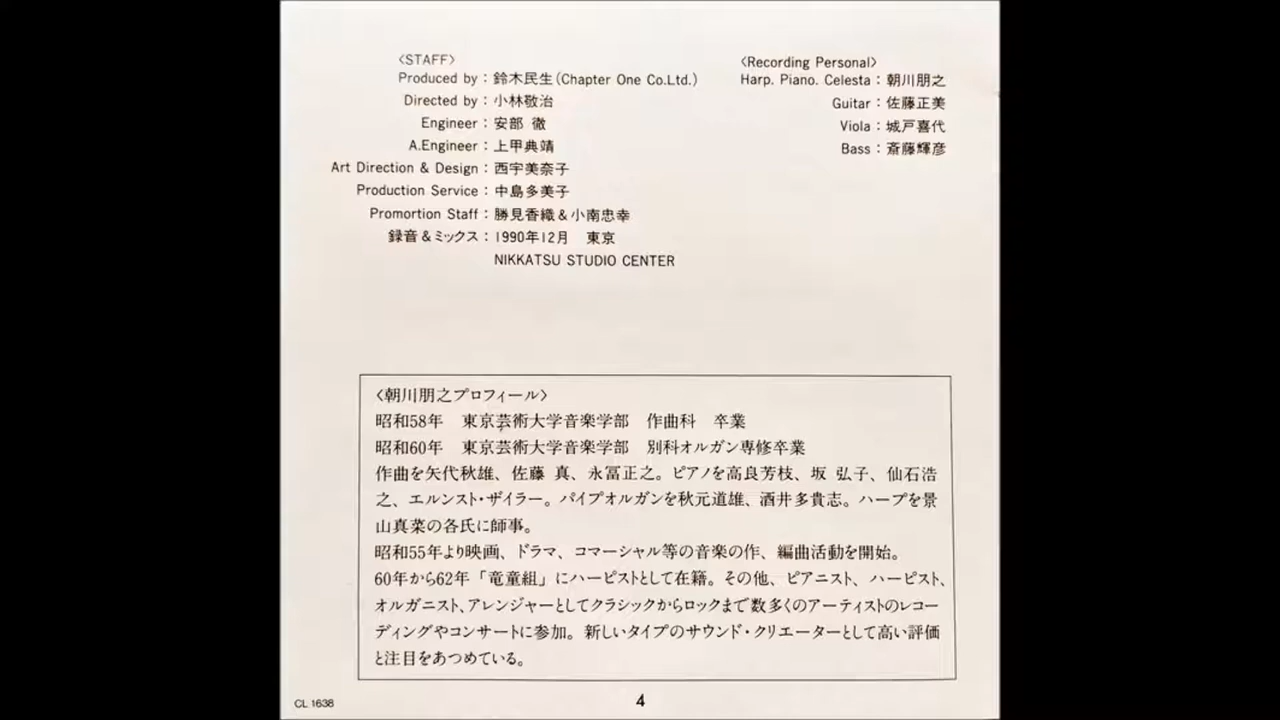 〈STAFF〉
Produced by：鈴木民生(Chapter One Co.Ltd.)
Directed by：小林敬治
Engineer：安部 徹
A.Engineer：上甲典靖
Art Direction & Design：西宇美奈子
Production Service：中島多美子
Promortion Staff：勝見香織＆小南忠幸
録音＆ミックス：1990年12月　東京
NIKKATSU STUDIO CENTER
〈Recording Personal〉
Harp. Piano. Celesta：朝川朋之
Guitar：佐藤正美
Viola：城戸喜代
Bass：斎藤輝彦
〈朝川朋之プロフィール〉
昭和58年　東京芸術大学音楽学部　作曲科　卒業
昭和60年　東京芸術大学音楽学部　別科オルガン専修卒業
作曲を矢代秋雄、佐藤 真、永冨正之。ピアノを高良芳枝、坂 弘子、仙石浩
之、エルンスト・ザイラー。パイプオルガンを秋元道雄、酒井多貴志。ハープを景
山真菜の各氏に師事。
昭和55年より映画、ドラマ、コマーシャル等の音楽の作、編曲活動を開始。
60年から62年「竜童組」にハーピストとして在籍。その他、ピアニスト、ハーピスト、
オルガニスト、アレンジャーとしてクラシックからロックまで数多くのアーティストのレコー
ディングやコンサートに参加。新しいタイプのサウンド・クリエーターとして高い評価
と注目をあつめている。
CL.1638
4